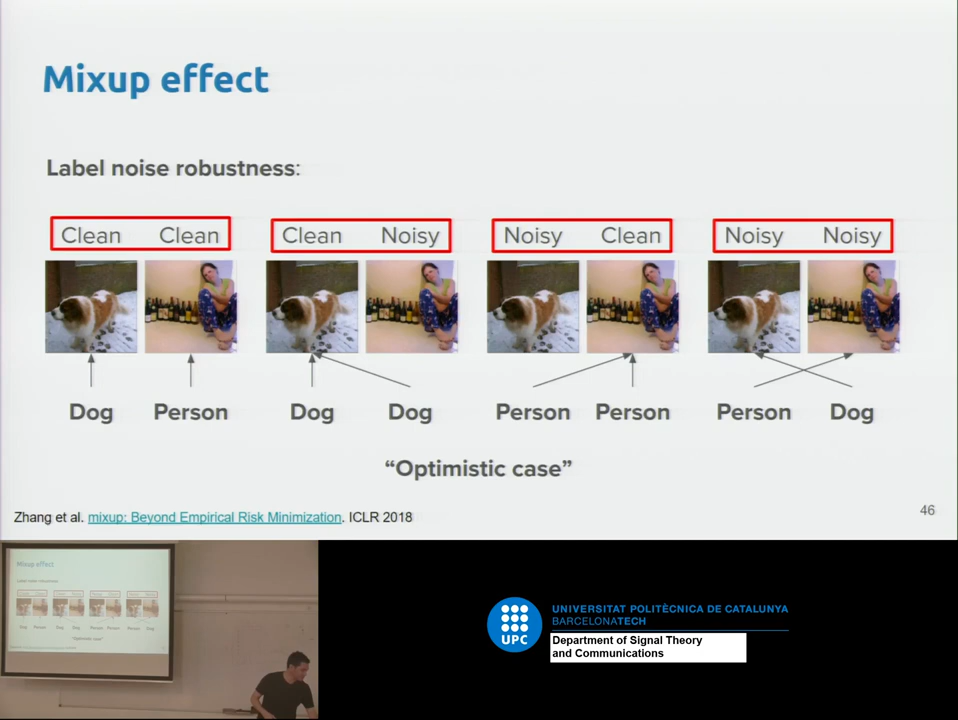 Mixup effect
Label noise robustness:
Clean Clean Clean Noisy Noisy Clean Noisy Noisy
Dog Person Dog Dog Person Person Person Dog
“Optimistic case”
Zhang et al. mixup: Beyond Empirical Risk Minimization. ICLR 2018
46
Mixup effect
UPC
UNIVERSITAT POLITÈCNICA DE CATALUNYA
BARCELONATECH
Department of Signal Theory
and Communications